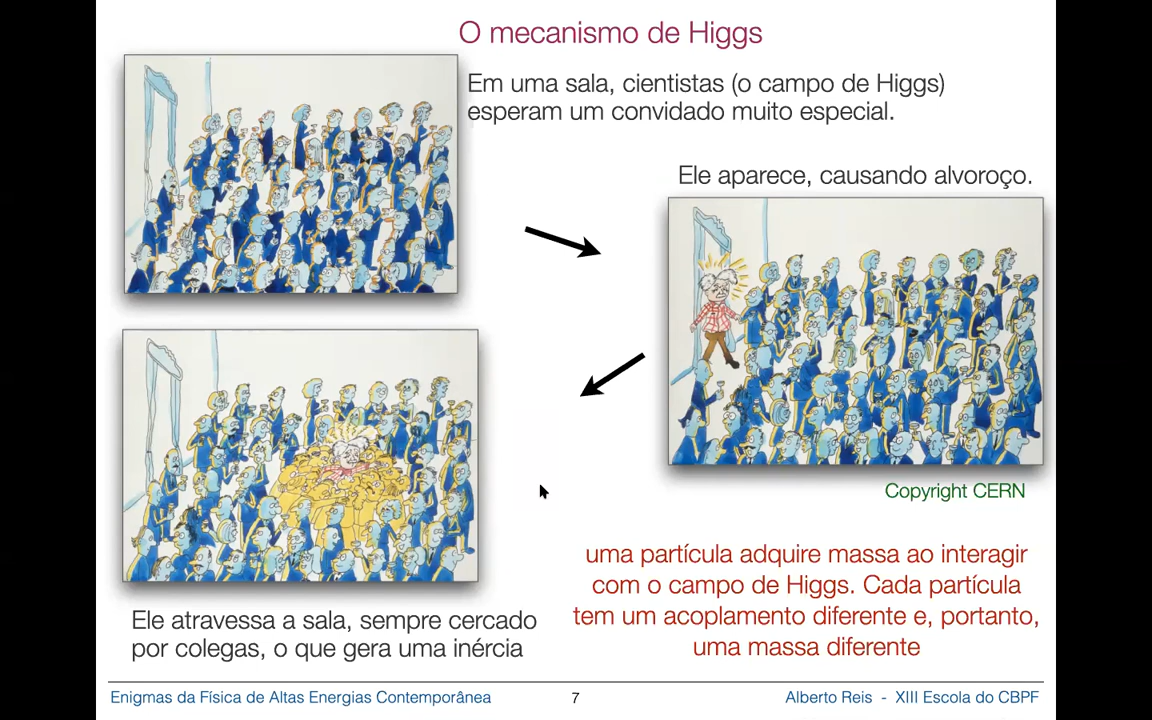 O mecanismo de Higgs
Em uma sala, cientistas (o campo de Higgs)
esperam um convidado muito especial.
Ele aparece, causando alvoroço.
Copyright CERN
Ele atravessa a sala, sempre cercado
por colegas, o que gera uma inércia
uma partícula adquire massa ao interagir
com o campo de Higgs. Cada partícula
tem um acoplamento diferente e, portanto,
uma massa diferente
Enigmas da Física de Altas Energias Contemporânea
7
Alberto Reis - XIII Escola do CBPF